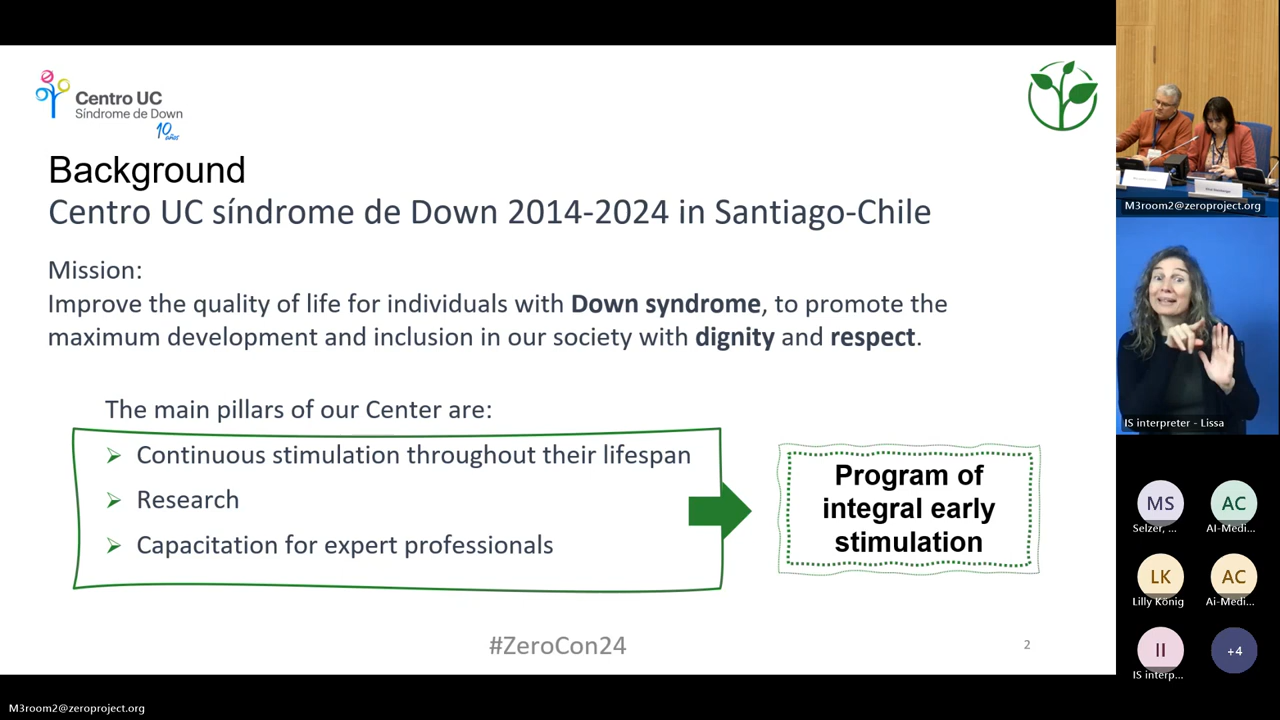 Centro UC
Síndrome de Down
10 años
Background
Centro UC síndrome de Down 2014-2024 in Santiago-Chile
Mission:
Improve the quality of life for individuals with Down syndrome, to promote the
maximum development and inclusion in our society with dignity and respect.
The main pillars of our Center are:
Continuous stimulation throughout their lifespan
Research
Capacitation for expert professionals
Program of
integral early
stimulation
#ZeroCon24
2
M3room2@zeroproject.org
IS interpreter - Lissa
MS
Selzer, ...
AC
AI-Medi...
LK
Lilly König
AC
Ai-Medi...
II
IS interp...
+4
M3room2@zeroproject.org